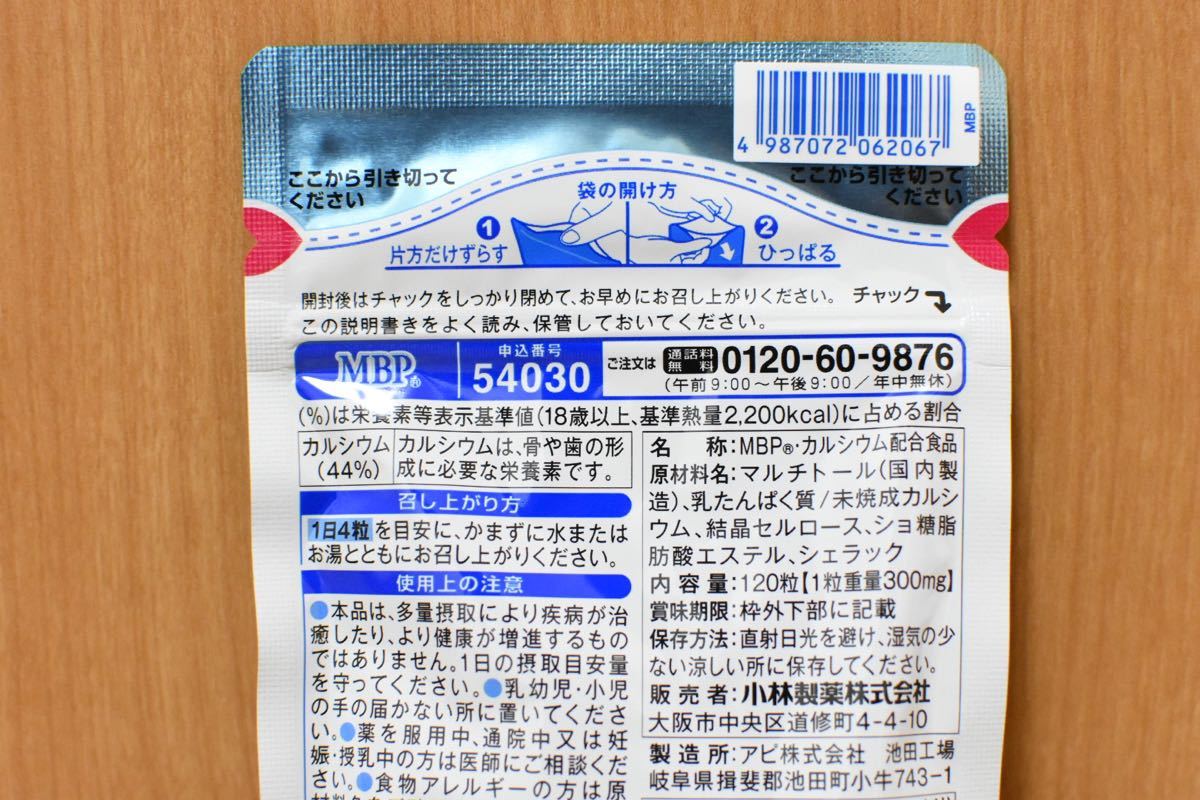 4 987072 062067
MBP
ここから引き切って
ください
ここから引き切って
ください
袋の開け方
1
片方だけずらす
2
ひっぱる
開封後はチャックをしっかり閉めて、お早めにお召し上がりください。 チャック
この説明書きをよく読み、保管しておいてください。
MBP®
申込番号
54030
ご注文は
通話料
無料
0120-60-9876
(午前9:00～午後9:00/年中無休)
(%)は栄養素等表示基準値(18歳以上、基準熱量2,200kcal)に占める割合
カルシウム
(44%)
カルシウムは、骨や歯の形
成に必要な栄養素です。
召し上がり方
1日4粒を目安に、かまずに水または
お湯とともにお召し上がりください。
使用上の注意
●本品は、多量摂取により疾病が治
癒したり、より健康が増進するもの
ではありません。1日の摂取目安量
を守ってください。●乳幼児・小児
の手の届かない所に置いてくださ
い。●薬を服用中、通院中又は妊
娠・授乳中の方は医師にご相談くだ
さい。●食物アレルギーの方は原
名称:MBP®・カルシウム配合食品
原材料名:マルチトール(国内製
造)、乳たんぱく質/未焼成カルシ
ウム、結晶セルロース、ショ糖脂
肪酸エステル、シェラック
内容量:120粒【1粒重量300mg】
賞味期限:枠外下部に記載
保存方法:直射日光を避け、湿気の少
ない涼しい所に保存してください。
販売者:小林製薬株式会社
大阪市中央区道修町4-4-10
製造所:アピ株式会社 池田工場
岐阜県揖斐郡池田町小牛743-1